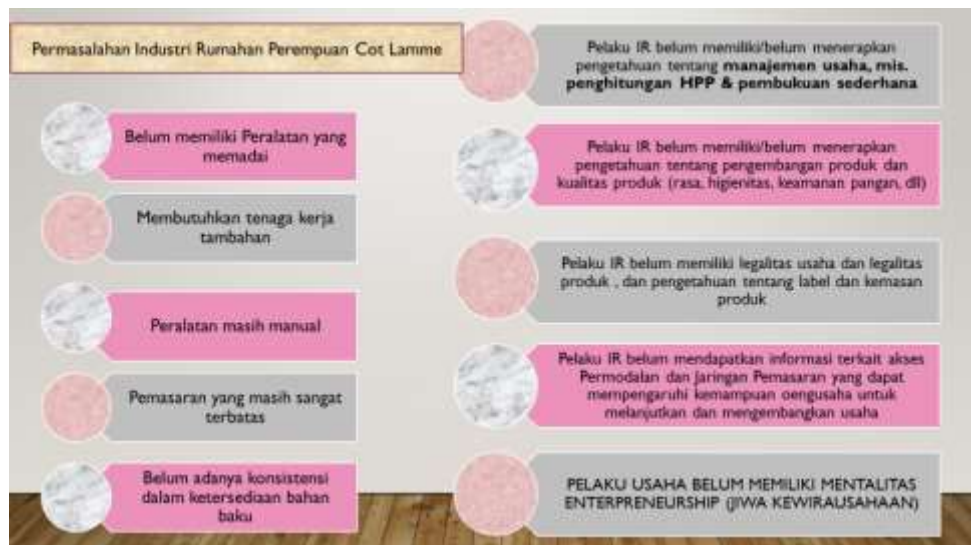 Permasalahan Industri Rumahan Perempuan Cot Lamme
Belum memiliki Peralatan yang
memadai
Membutuhkan tenaga kerja
tambahan
Peralatan masih manual
Pemasaran yang masih sangat
terbatas
Belum adanya konsistensi
dalam ketersediaan bahan
baku
Pelaku IR belum memiliki/belum menerapkan
pengetahuan tentang manajemen usaha, mis.
penghitungan HPP & pembukuan sederhana
Pelaku IR belum memiliki/belum menerapkan
pengetahuan tentang pengembangan produk dan
kualitas produk (rasa, higienitas, keamanan pangan, dll)
Pelaku IR belum memiliki legalitas usaha dan legalitas
produk , dan pengetahuan tentang label dan kemasan
produk
Pelaku IR belum mendapatkan informasi terkait akses
Permodalan dan Jaringan Pemasaran yang dapat
mempengaruhi kemampuan oengusaha untuk
melanjutkan dan mengembangkan usaha
PELAKU USAHA BELUM MEMILIKI MENTALITAS
ENTERPRENEURSHIP (JIWA KEWIRAUSAHAAN)